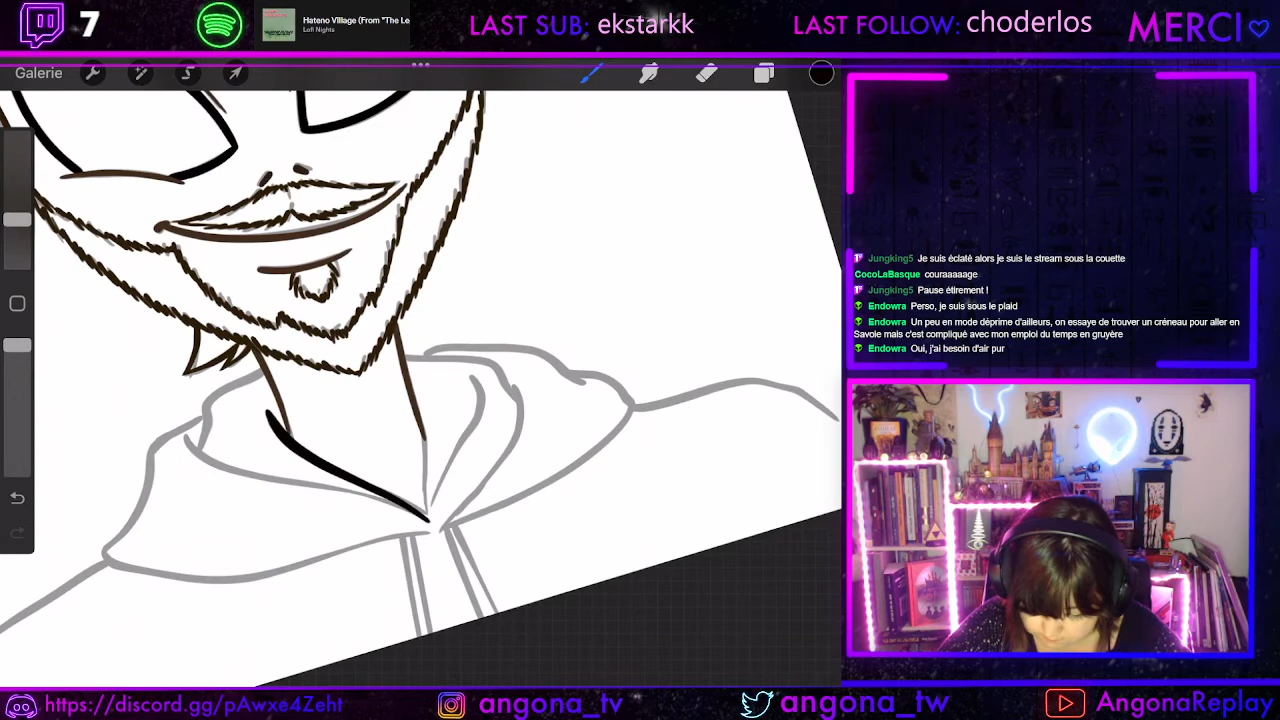 7
Hateno Village (From "The Le
Lofi Nights
LAST SUB: ekstarkk
LAST FOLLOW: choderlos
MERCI
Galerie
Jungking5 Je suis éclaté alors je suis le stream sous la couette
CocoLaBasque couraaaaage
Jungking5 Pause étirement !
Endowra Perso, je suis sous le plaid
Endowra Un peu en mode déprime d'ailleurs, on essaye de trouver un créneau pour aller en
Savoie mais c'est compliqué avec mon emploi du temps en gruyère
Endowra Oui, j'ai besoin d'air pur
https://discord.gg/pAwxe4Zeht
angona_tv
angona_tw
AngonaReplay